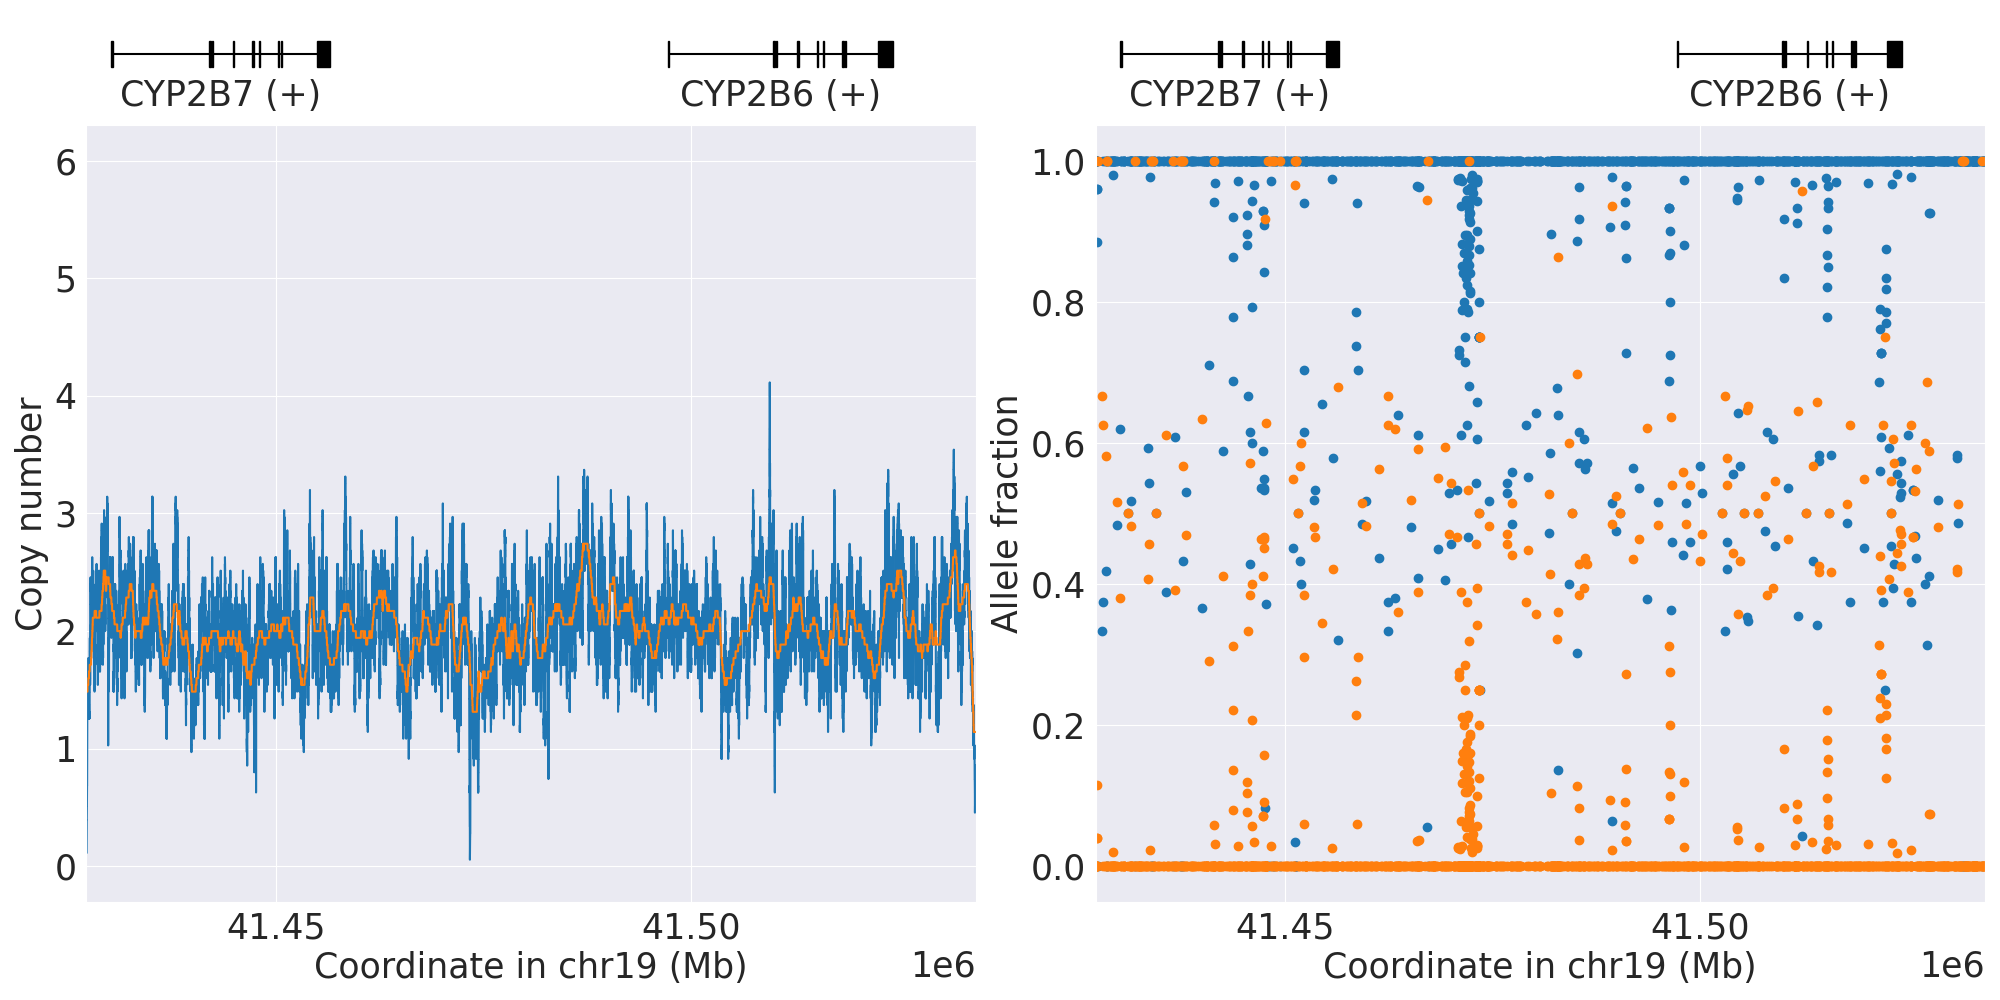 CYP2B7 (+) CYP2B6 (+)
6
5
4
3
2
1
0
Copy number
41.45 41.50
Coordinate in chr19 (Mb)
1e6
CYP2B7 (+) CYP2B6 (+)
1.0
0.8
0.6
0.4
0.2
0.0
Allele fraction
41.45 41.50
Coordinate in chr19 (Mb)
1e6